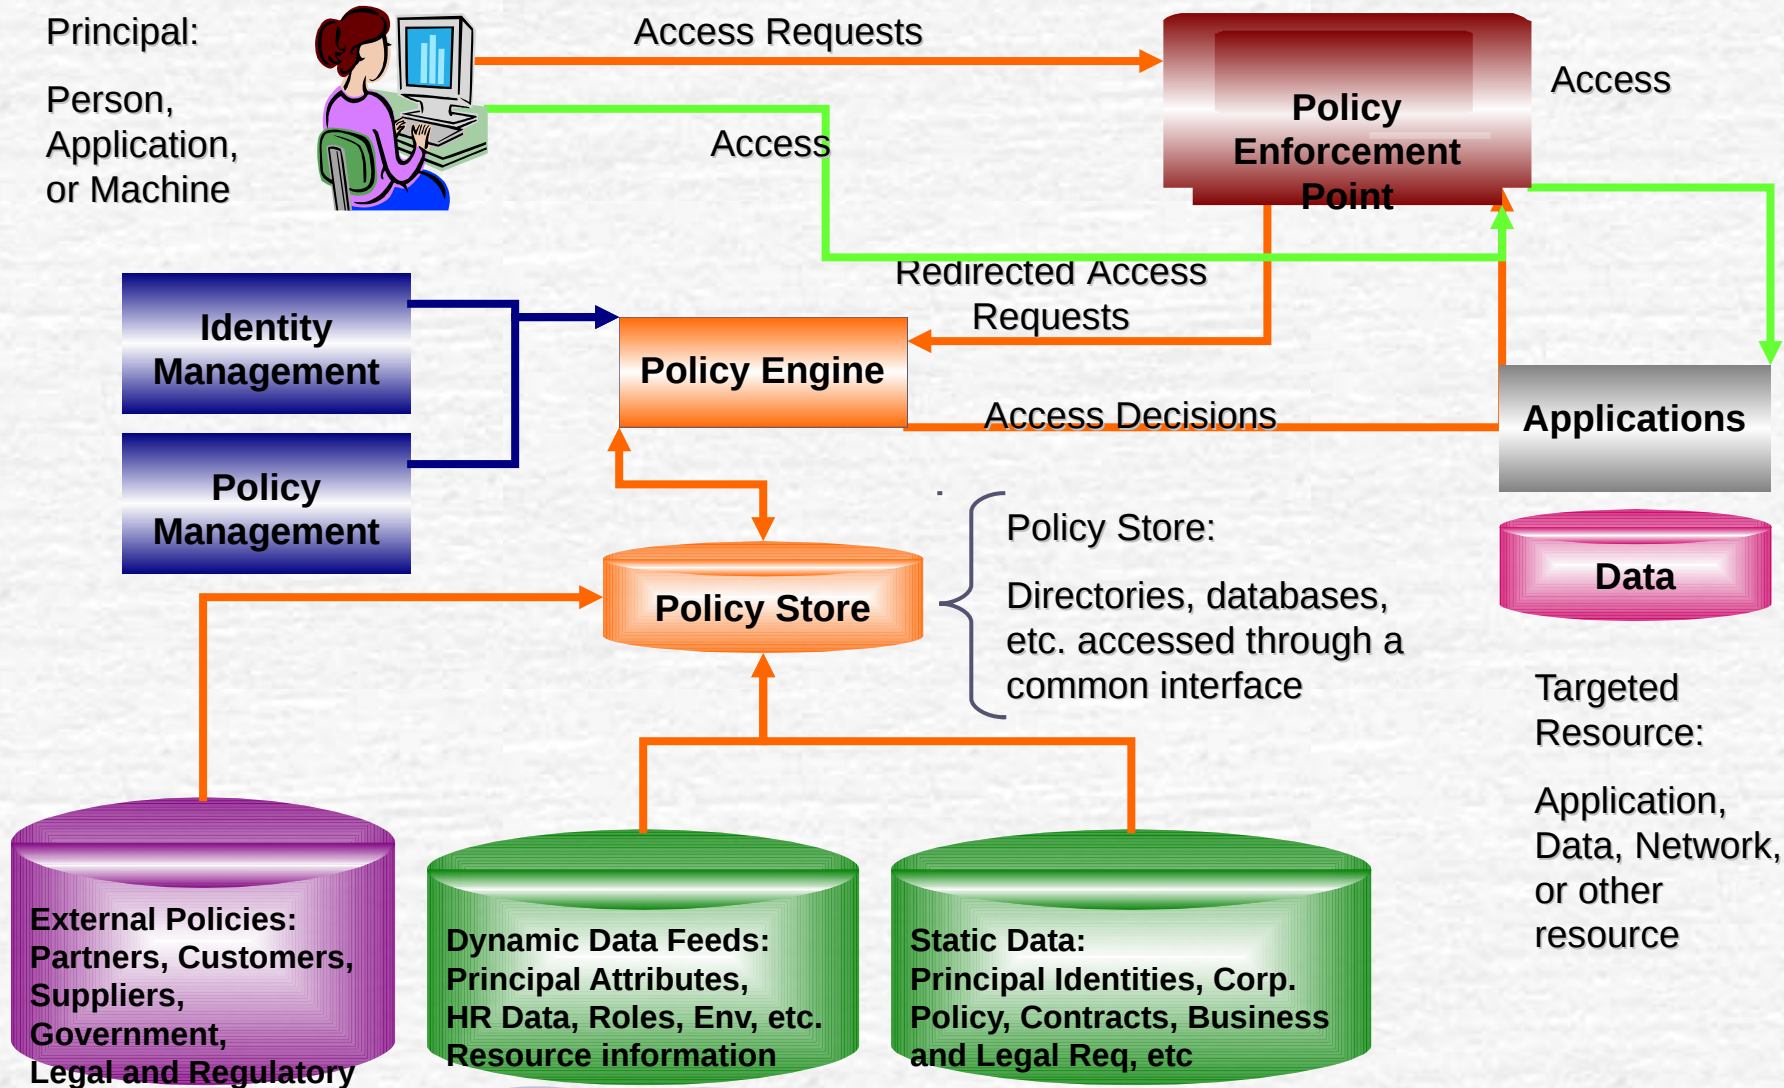 Principal:
Person,
Application,
or Machine
Access Requests
Access
Policy
Enforcement
Point
Access
Redirected Access
Requests
Identity
Management
Policy Engine
Access Decisions
Applications
Policy
Management
Policy Store:
Directories, databases,
etc. accessed through a
common interface
Data
Policy Store
Targeted
Resource:
Application,
Data, Network,
or other
resource
External Policies:
Partners, Customers,
Suppliers,
Government,
Legal and Regulatory
Dynamic Data Feeds:
Principal Attributes,
HR Data, Roles, Env, etc.
Resource information
Static Data:
Principal Identities, Corp.
Policy, Contracts, Business
and Legal Req, etc